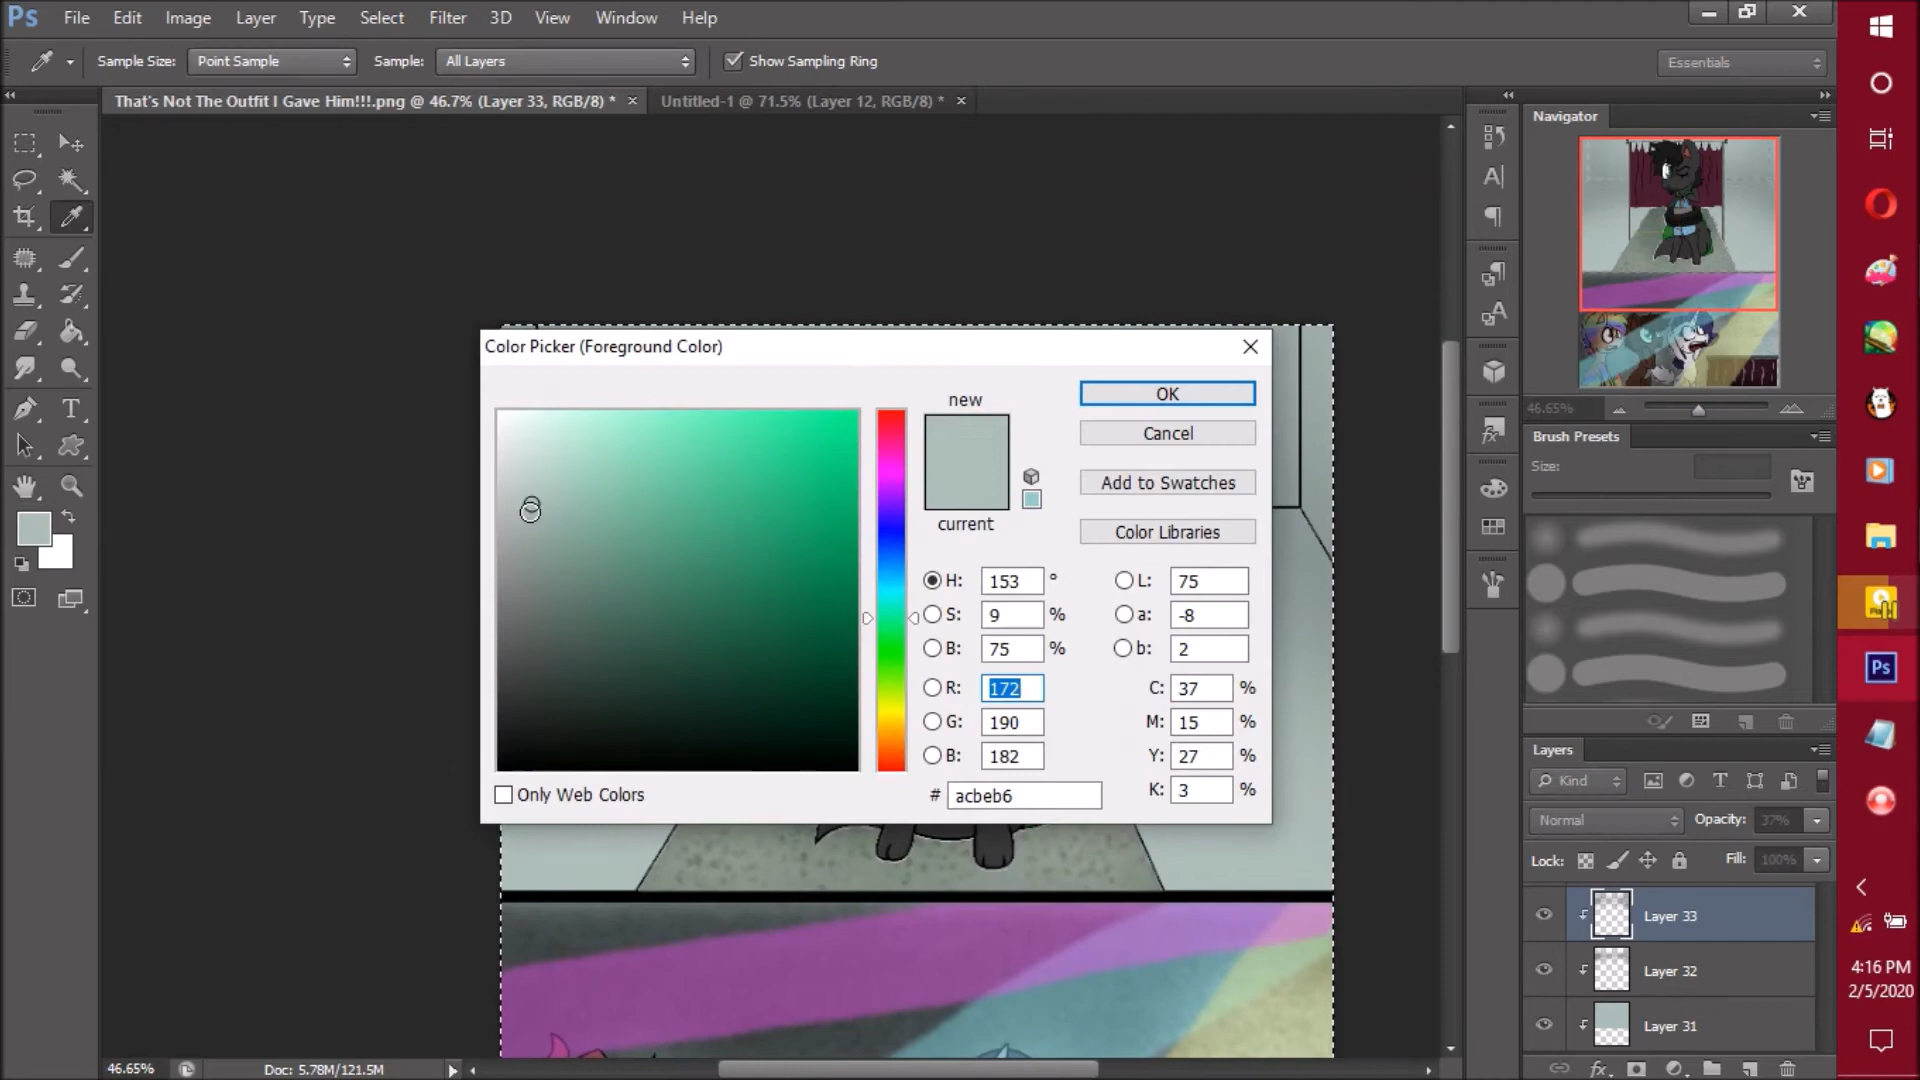 Ps File Edit Image Layer Type Select Filter 3D View Window Help
Sample Size: Point Sample Sample: All Layers Show Sampling Ring Essentials
That's Not The Outfit I Gave Him!!!.png @ 46.7% (Layer 33, RGB/8) * Untitled-1 @ 71.5% (Layer 12, RGB/8) *
Navigator
46.65%
Brush Presets
Size:
Color Picker (Foreground Color)
new
current
OK
Cancel
Add to Swatches
Color Libraries
H: 153 ° L: 75
S: 9 % a: -8
B: 75 % b: 2
R: 172 C: 37 %
G: 190 M: 15 %
B: 182 Y: 27 %
K: 3 %
Only Web Colors # acbeb6
Layers
Kind
Normal Opacity: 37%
Lock: Fill: 100%
Layer 33
Layer 32
Layer 31
46.65% Doc: 5.78M/121.5M
Ps
4:16 PM
2/5/2020